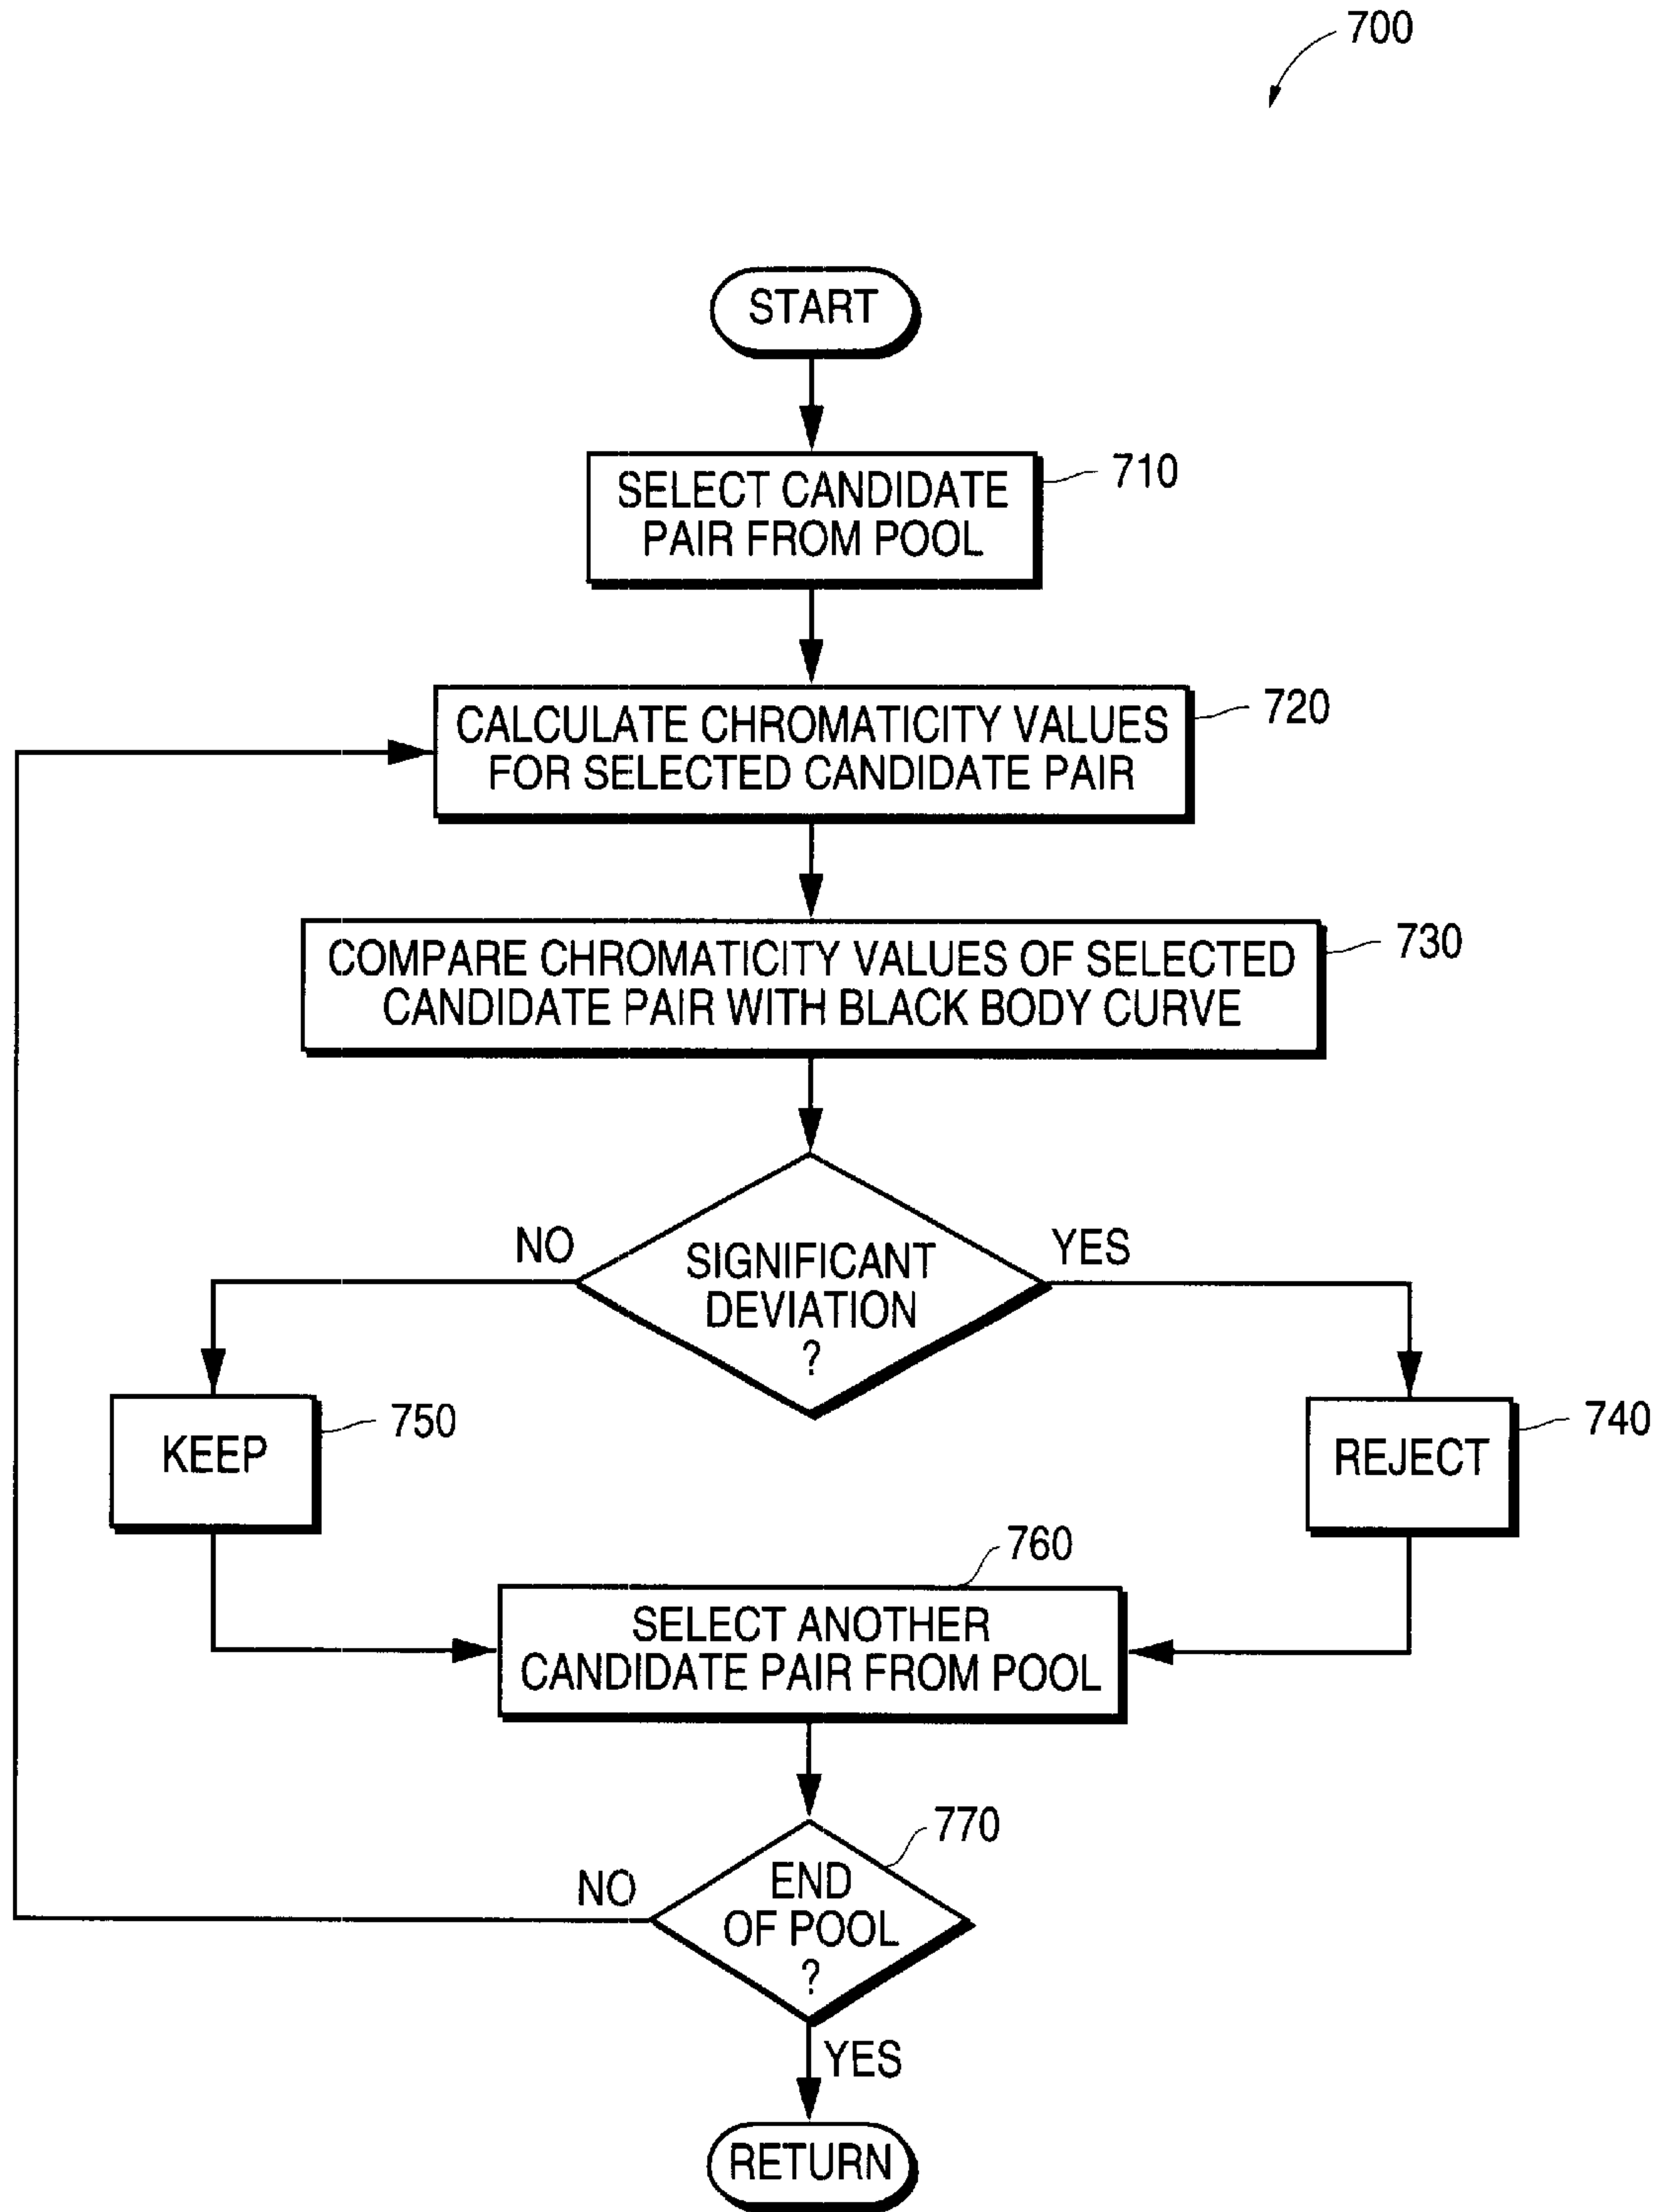 700
START
SELECT CANDIDATE
PAIR FROM POOL
710
CALCULATE CHROMATICITY VALUES
FOR SELECTED CANDIDATE PAIR
720
COMPARE CHROMATICITY VALUES OF SELECTED
CANDIDATE PAIR WITH BLACK BODY CURVE
730
NO
SIGNIFICANT
DEVIATION
?
YES
KEEP
750
REJECT
740
760
SELECT ANOTHER
CANDIDATE PAIR FROM POOL
770
NO
END
OF POOL
?
YES
RETURN